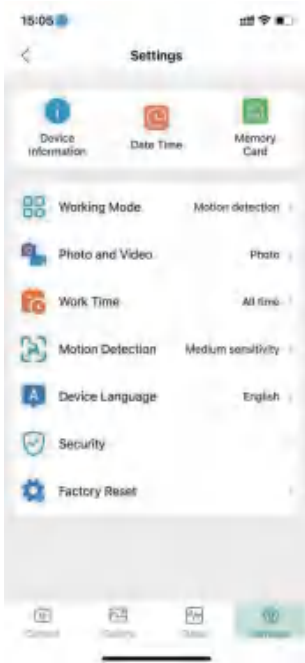 15:05
Settings
Device
Information
Date Time
Memory
Card
Working Mode
Motion detection
Photo and Video
Photo
Work Time
All time
Motion Detection
Medium sensitivity
Device Language
English
Security
Factory Reset